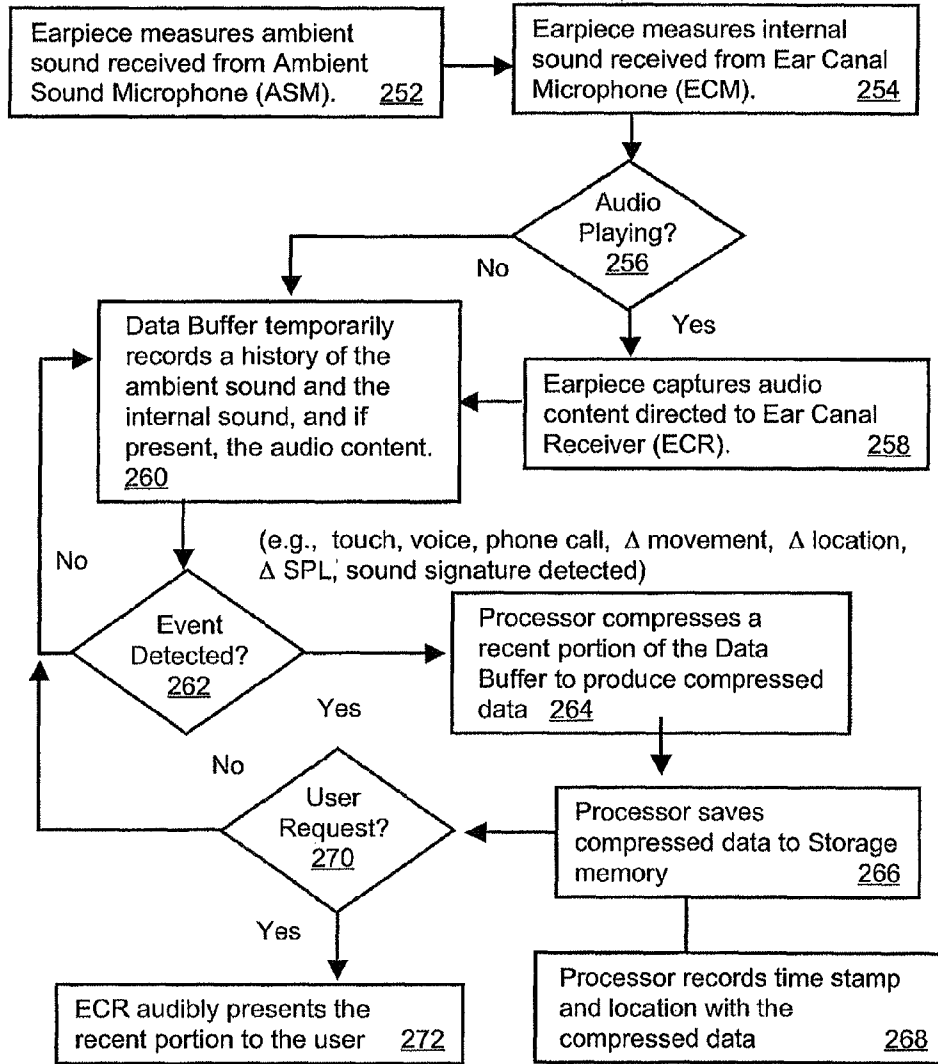 Earpiece measures ambient
sound received from Ambient
Sound Microphone (ASM). 252
Earpiece measures internal
sound received from Ear Canal
Microphone (ECM). 254
Audio
Playing?
256
No
Yes
Earpiece captures audio
content directed to Ear Canal
Receiver (ECR). 258
Data Buffer temporarily
records a history of the
ambient sound and the
internal sound, and if
present, the audio content.
260
(e.g., touch, voice, phone call, Δ movement, Δ location,
Δ SPL, sound signature detected)
No
Event
Detected?
262
Yes
Processor compresses a
recent portion of the Data
Buffer to produce compressed
data 264
Processor saves
compressed data to Storage
memory 266
Processor records time stamp
and location with the
compressed data 268
No
User
Request?
270
Yes
ECR audibly presents the
recent portion to the user 272